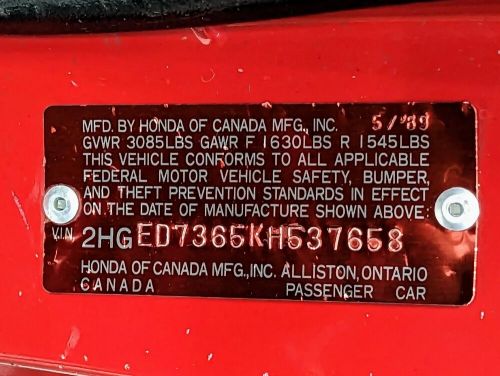 MFD. BY HONDA OF CANADA MFG., INC. 5/'89
GVWR 3085LBS GAWR F 1630LBS R 1545LBS
THIS VEHICLE CONFORMS TO ALL APPLICABLE
FEDERAL MOTOR VEHICLE SAFETY, BUMPER,
AND THEFT PREVENTION STANDARDS IN EFFECT
ON THE DATE OF MANUFACTURE SHOWN ABOVE:
V.I.N. 2HGED7365KH537658
HONDA OF CANADA MFG., INC. ALLISTON, ONTARIO
CANADA PASSENGER CAR